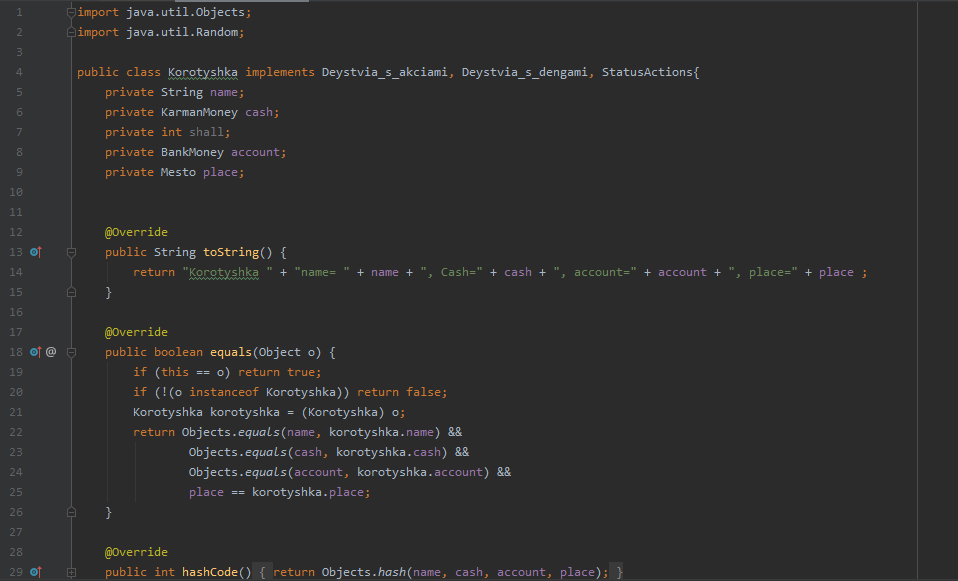 1 import java.util.Objects;
2 import java.util.Random;
3
4 public class Korotyshka implements Deystvia_s_akciami, Deystvia_s_dengami, StatusActions{
5 private String name;
6 private KarmanMoney cash;
7 private int shall;
8 private BankMoney account;
9 private Mesto place;
10
11
12 @Override
13 public String toString() {
14 return "Korotyshka " + "name= " + name + ", Cash=" + cash + ", account=" + account + ", place=" + place ;
15 }
16
17 @Override
18 @ public boolean equals(Object o) {
19 if (this == o) return true;
20 if (!(o instanceof Korotyshka)) return false;
21 Korotyshka korotyshka = (Korotyshka) o;
22 return Objects.equals(name, korotyshka.name) &&
23 Objects.equals(cash, korotyshka.cash) &&
24 Objects.equals(account, korotyshka.account) &&
25 place == korotyshka.place;
26 }
27
28 @Override
29 public int hashCode() { return Objects.hash(name, cash, account, place); }